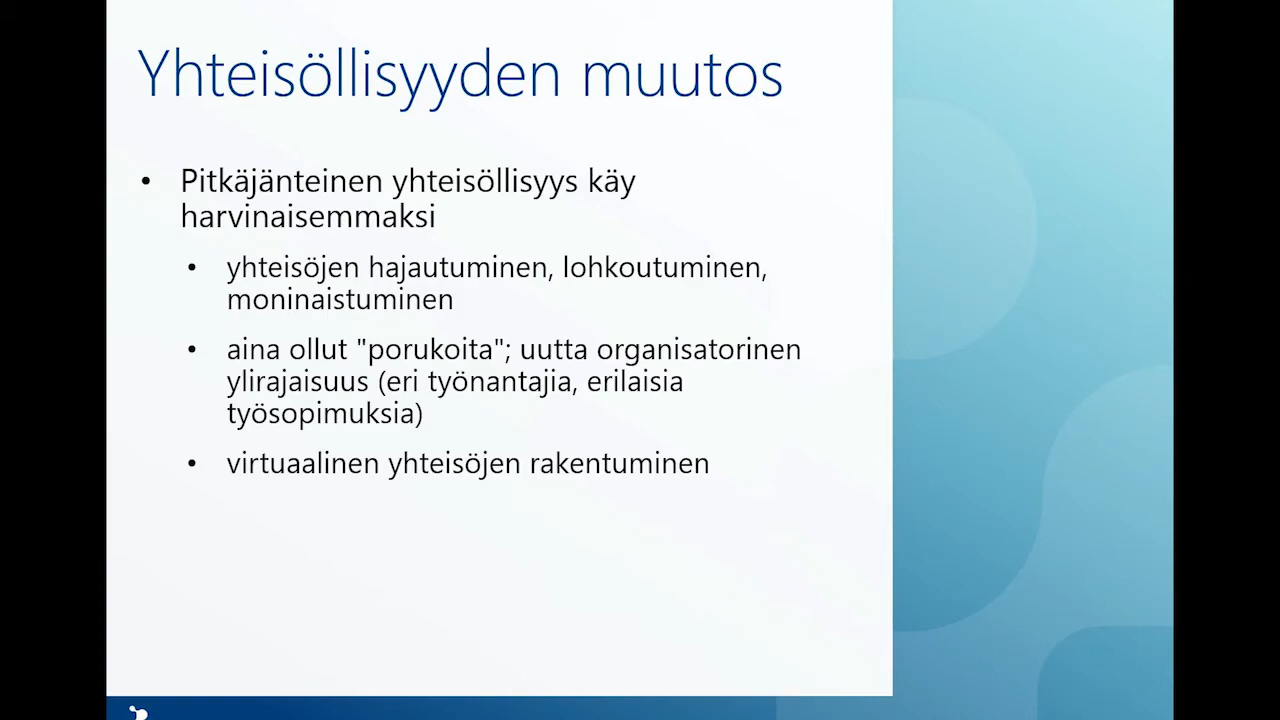 Yhteisöllisyyden muutos
• Pitkäjänteinen yhteisöllisyys käy
harvinaisemmaksi
• yhteisöjen hajautuminen, lohkoutuminen,
moninaistuminen
• aina ollut "porukoita"; uutta organisatorinen
ylirajaisuus (eri työnantajia, erilaisia
työsopimuksia)
• virtuaalinen yhteisöjen rakentuminen